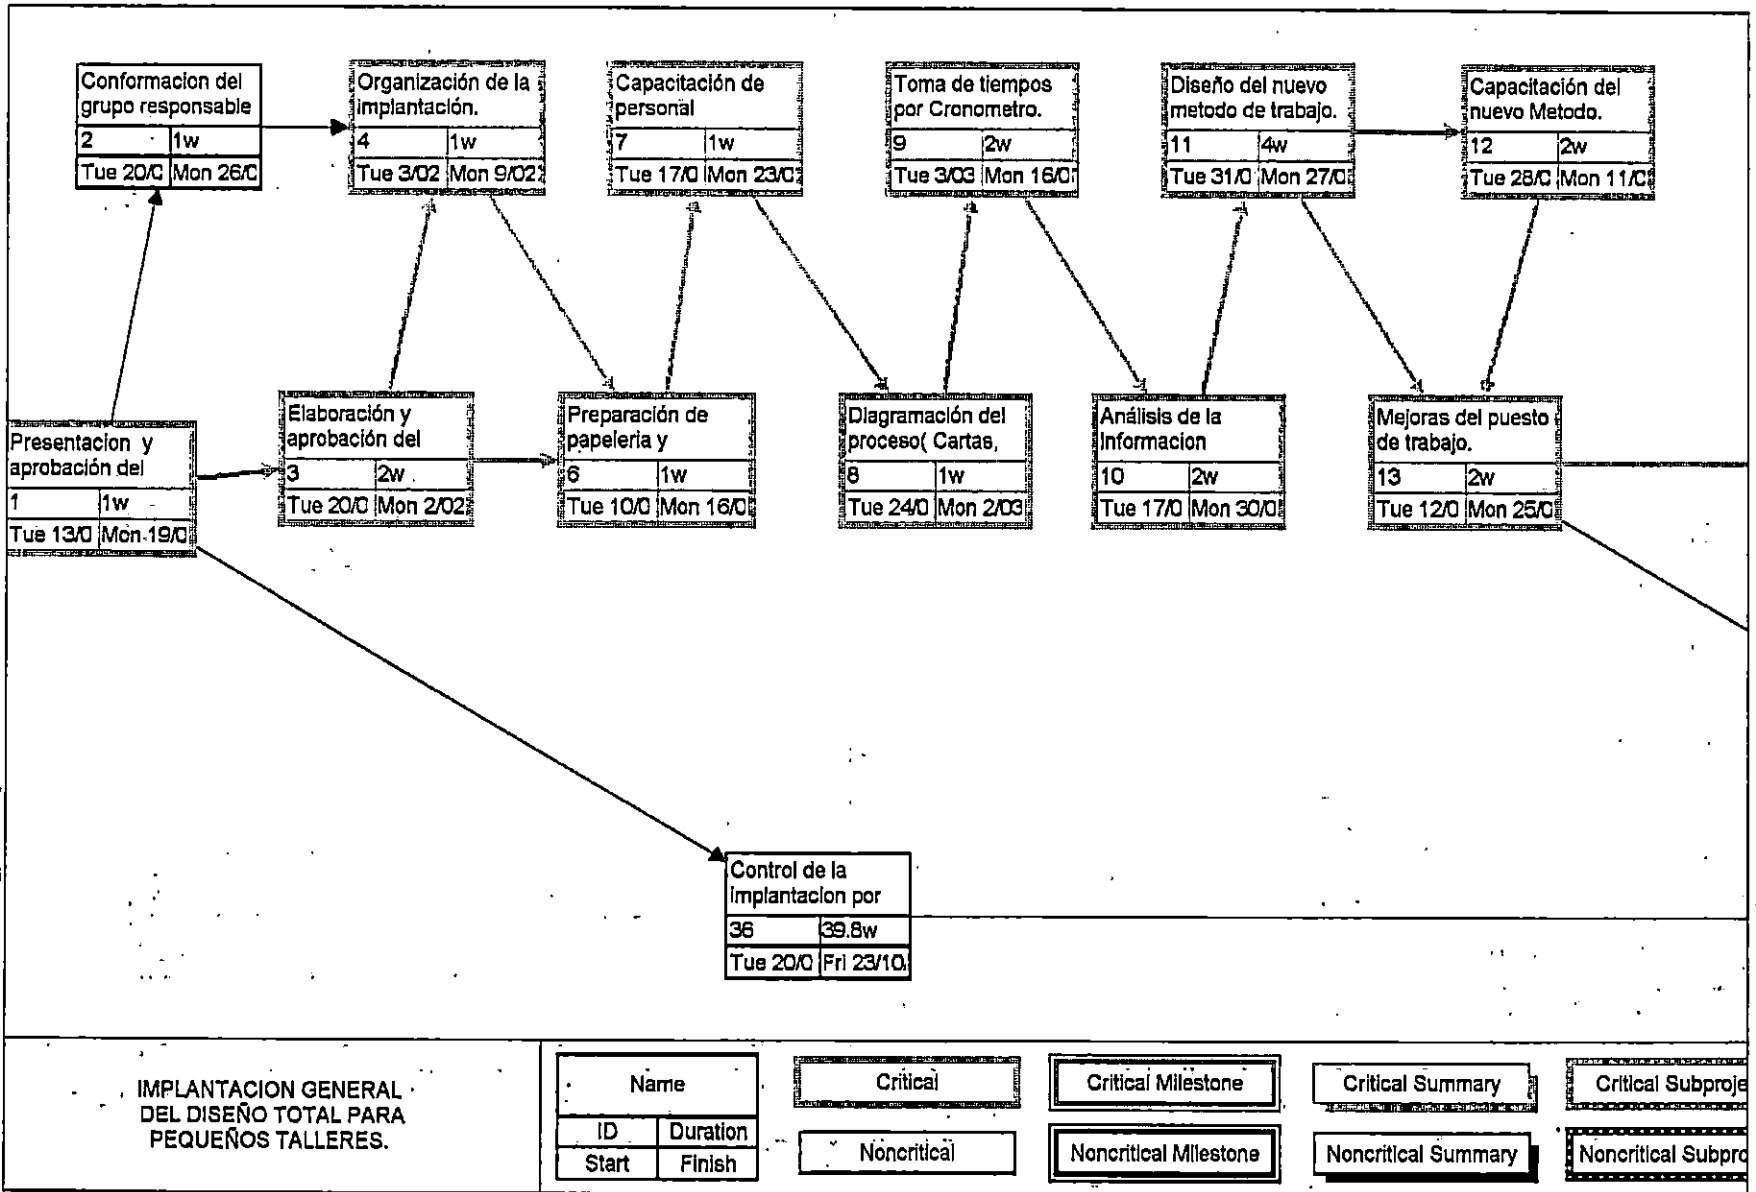 Conformacion del
grupo responsable
2 1w
Tue 20/0 Mon 26/0
Organización de la
implantación.
4 1w
Tue 3/02 Mon 9/02
Capacitación de
personal
7 1w
Tue 17/0 Mon 23/0
Toma de tiempos
por Cronometro.
9 2w
Tue 3/03 Mon 16/0
Diseño del nuevo
metodo de trabajo.
11 4w
Tue 31/0 Mon 27/0
Capacitación del
nuevo Metodo.
12 2w
Tue 28/0 Mon 11/0
Presentacion y
aprobación del
1 1w
Tue 13/0 Mon 19/0
Elaboración y
aprobación del
3 2w
Tue 20/0 Mon 2/02
Preparación de
papeleria y
6 1w
Tue 10/0 Mon 16/0
Diagramación del
proceso( Cartas,
8 1w
Tue 24/0 Mon 2/03
Análisis de la
Informacion
10 2w
Tue 17/0 Mon 30/0
Mejoras del puesto
de trabajo.
13 2w
Tue 12/0 Mon 25/0
Control de la
implantacion por
36 39.8w
Tue 20/0 Fri 23/10
IMPLANTACION GENERAL
DEL DISEÑO TOTAL PARA
PEQUEÑOS TALLERES.
Name
ID Duration
Start Finish
Critical
Noncritical
Critical Milestone
Noncritical Milestone
Critical Summary
Noncritical Summary
Critical Subproje
Noncritical Subpro